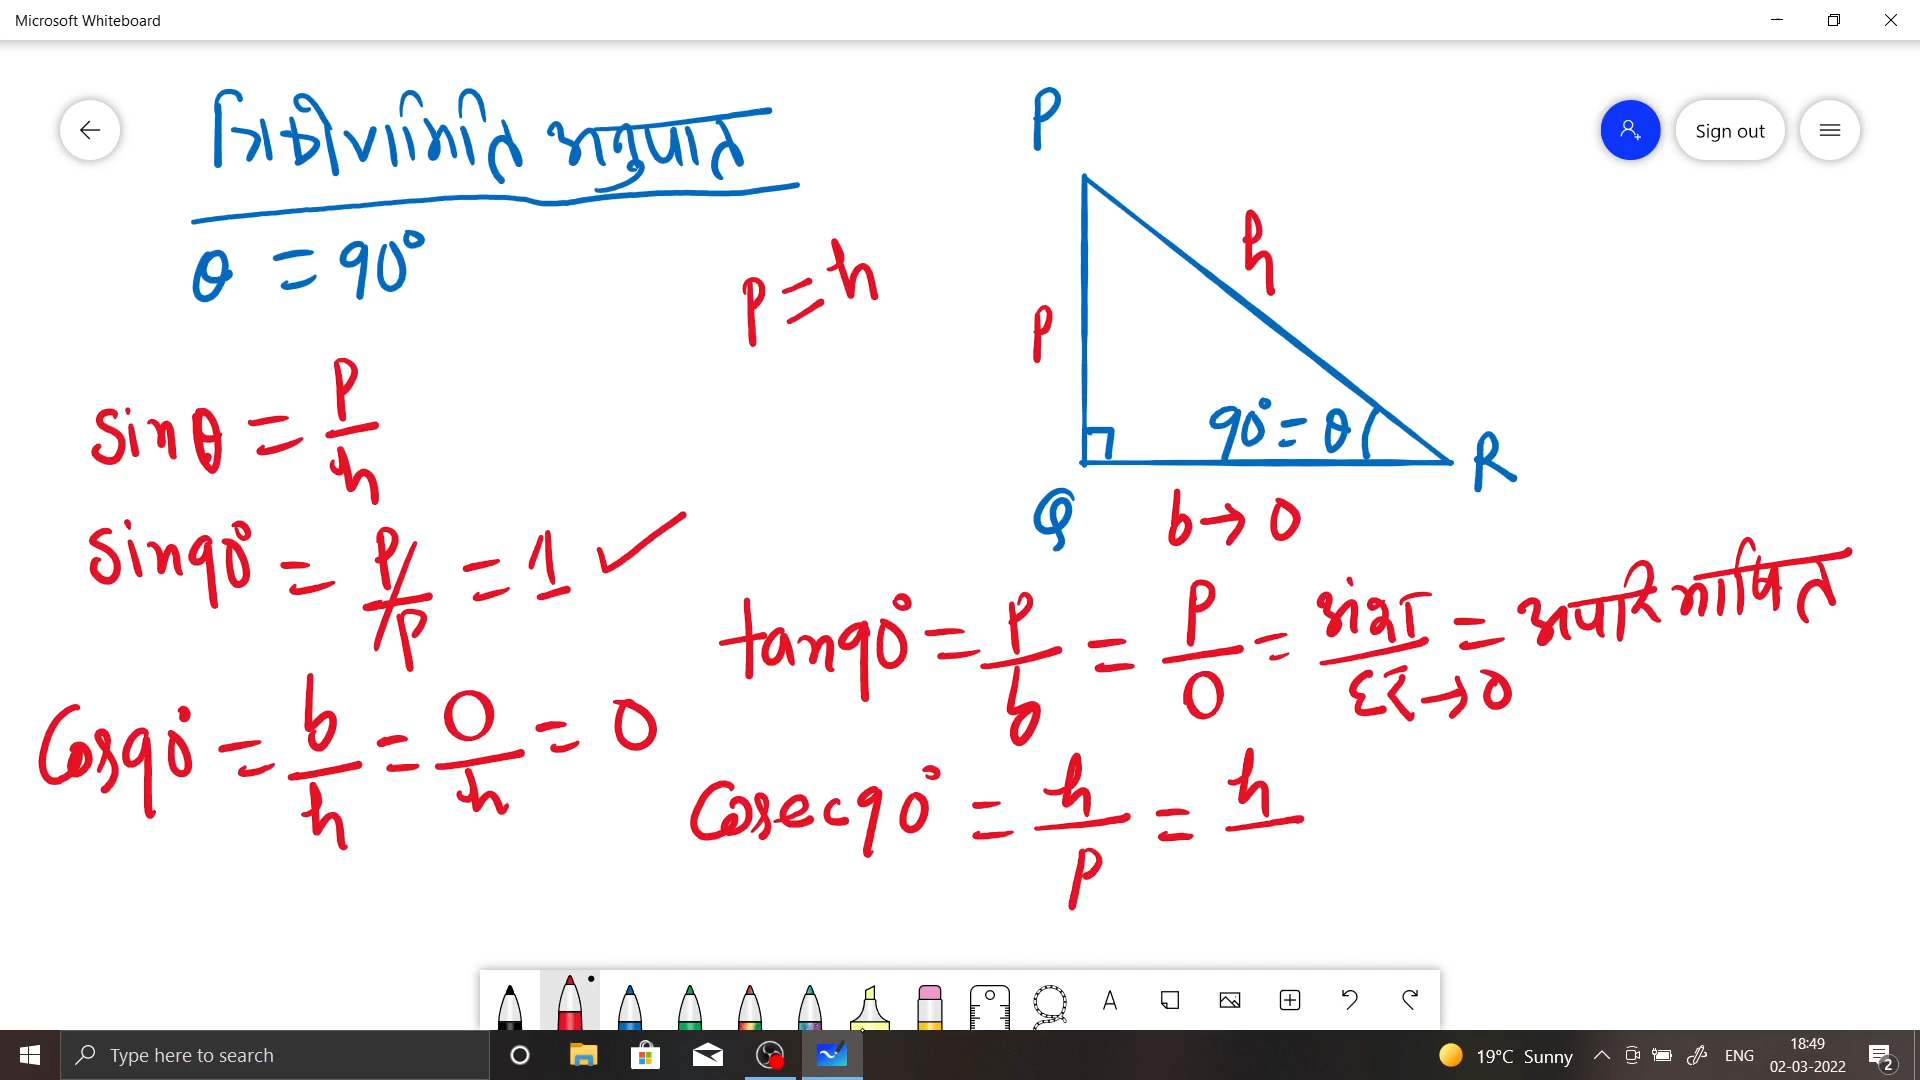 Microsoft Whiteboard
Sign out
त्रिकोणमिति अनुपात
θ = 90°
p = h
P
h
p
90° = θ
R
Q
b → 0
sin θ = p/h
sin 90° = p/p = 1 ✓
cos 90° = b/h = 0/h = 0
tan 90° = p/b = p/0 = अंश/हर → 0 = अपरिभाषित
cosec 90° = h/p = h/
A
Type here to search
19°C Sunny
ENG
18:49
02-03-2022
2